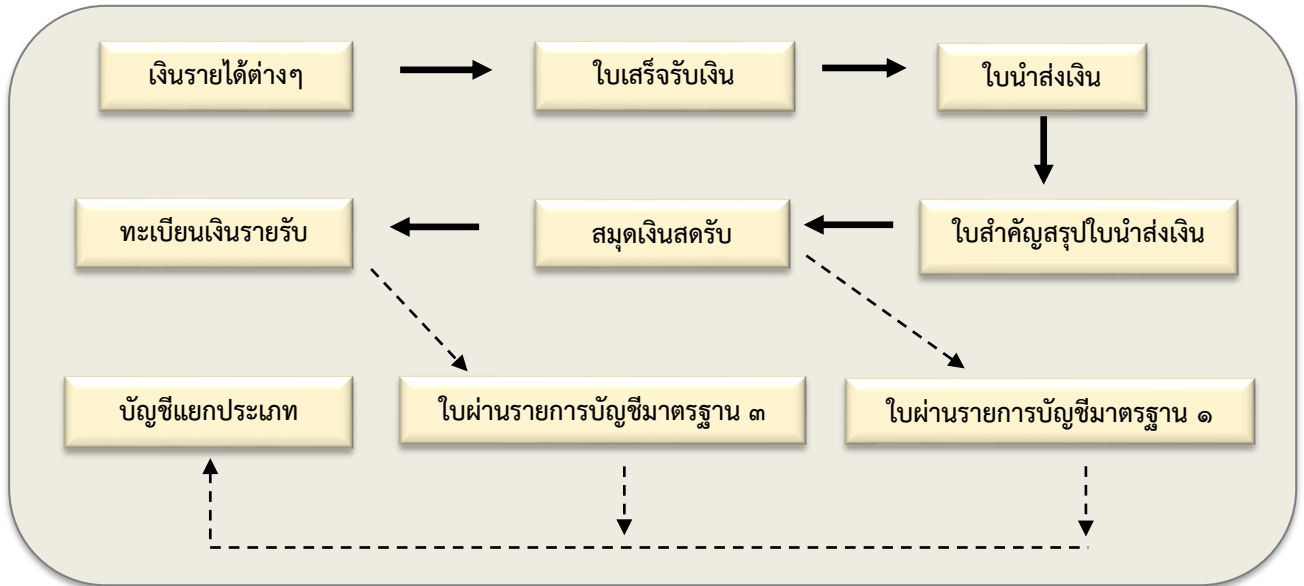 เงินรายได้ต่างๆ
ใบเสร็จรับเงิน
ใบนำส่งเงิน
ทะเบียนเงินรายรับ
สมุดเงินสดรับ
ใบสำคัญสรุปใบนำส่งเงิน
บัญชีแยกประเภท
ใบผ่านรายการบัญชีมาตรฐาน ๓
ใบผ่านรายการบัญชีมาตรฐาน ๑